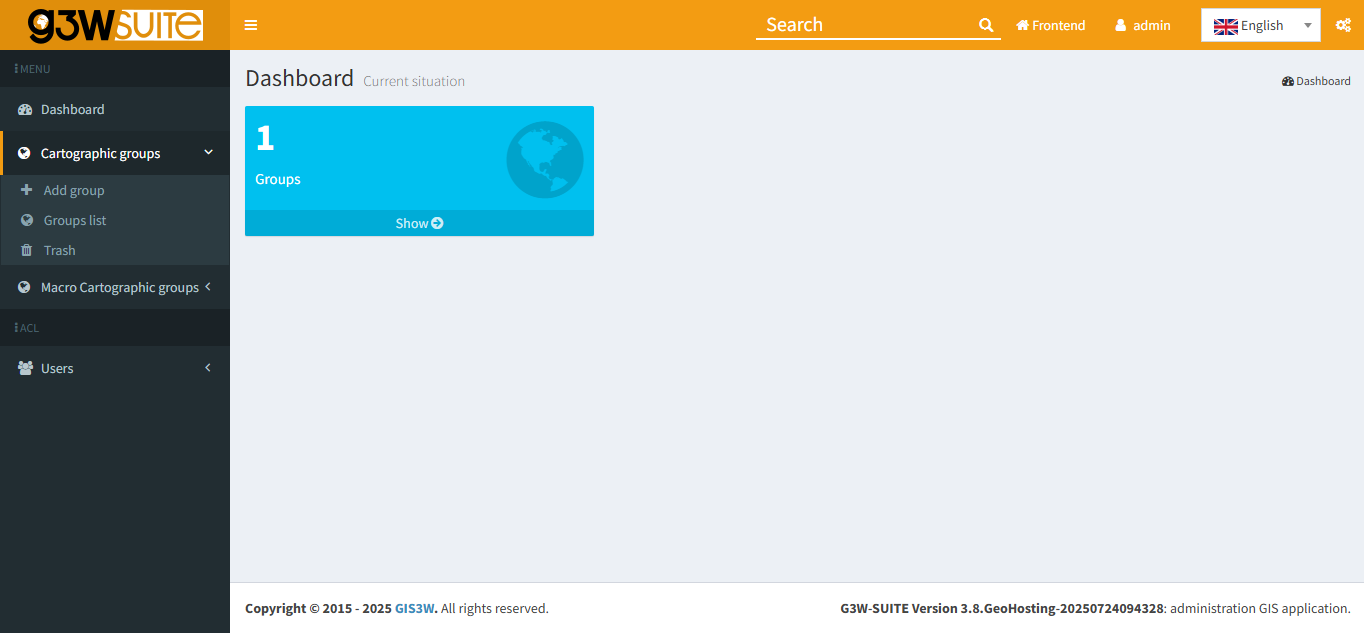 g3WSUITE
Search
Frontend
admin
English
MENU
Dashboard
Cartographic groups
Add group
Groups list
Trash
Macro Cartographic groups
ACL
Users
Dashboard Current situation
Dashboard
1
Groups
Show
Copyright © 2015 - 2025 GIS3W. All rights reserved.
G3W-SUITE Version 3.8.GeoHosting-20250724094328: administration GIS application.